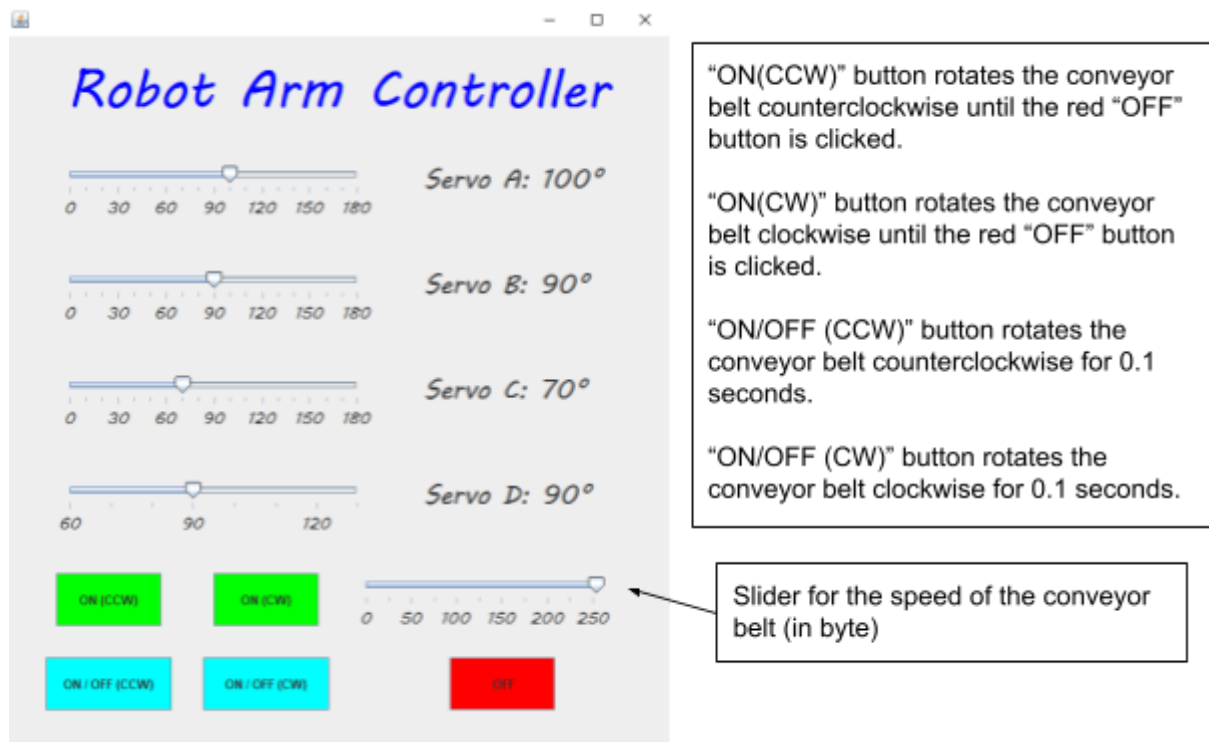 Robot Arm Controller
Servo A: 100°
0 30 60 90 120 150 180
Servo B: 90°
0 30 60 90 120 150 180
Servo C: 70°
0 30 60 90 120 150 180
Servo D: 90°
60 90 120
ON (CCW) ON (CW)
0 50 100 150 200 250
ON / OFF (CCW) ON / OFF (CW) OFF
“ON(CCW)” button rotates the conveyor
belt counterclockwise until the red “OFF”
button is clicked.
“ON(CW)” button rotates the conveyor
belt clockwise until the red “OFF” button
is clicked.
“ON/OFF (CCW)” button rotates the
conveyor belt counterclockwise for 0.1
seconds.
“ON/OFF (CW)” button rotates the
conveyor belt clockwise for 0.1 seconds.
Slider for the speed of the conveyor
belt (in byte)